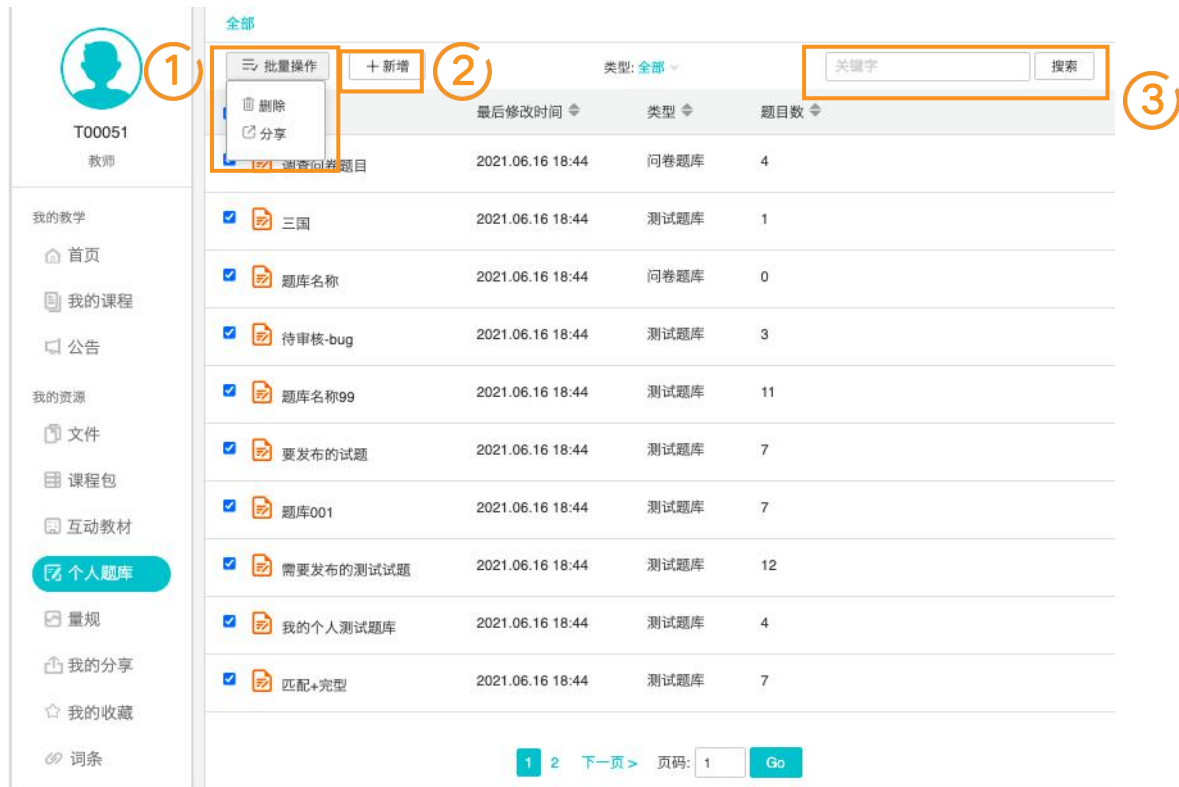 全部
① 批量操作 ＋新增 ② 类型: 全部 关键字 搜索 ③
删除
分享
T00051
教师
我的教学
首页
我的课程
公告
我的资源
文件
课程包
互动教材
个人题库
量规
我的分享
我的收藏
词条
最后修改时间 类型 题目数
调查问卷题目 2021.06.16 18:44 问卷题库 4
三国 2021.06.16 18:44 测试题库 1
题库名称 2021.06.16 18:44 问卷题库 0
待审核-bug 2021.06.16 18:44 测试题库 3
题库名称99 2021.06.16 18:44 测试题库 11
要发布的试题 2021.06.16 18:44 测试题库 7
题库001 2021.06.16 18:44 测试题库 7
需要发布的测试试题 2021.06.16 18:44 测试题库 12
我的个人测试题库 2021.06.16 18:44 测试题库 4
匹配+完型 2021.06.16 18:44 测试题库 7
1 2 下一页 > 页码: 1 Go